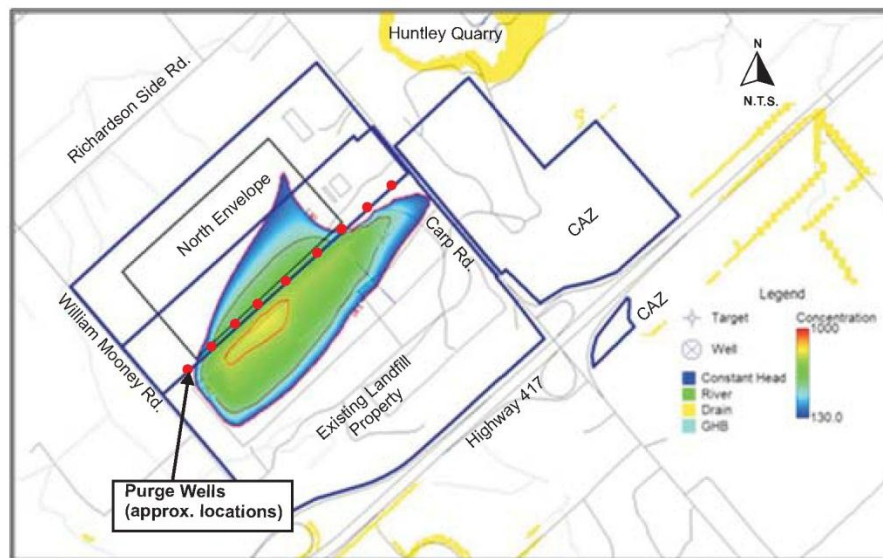 Huntley Quarry
Richardson Side Rd.
N
N.T.S.
North Envelope
CAZ
Carp Rd.
William Mooney Rd.
CAZ
Legend
Target
Concentration
1000
Well
Constant Head
River
Drain
130.0
GHB
Existing Landfill
Property
Highway 417
Purge Wells
(approx. locations)